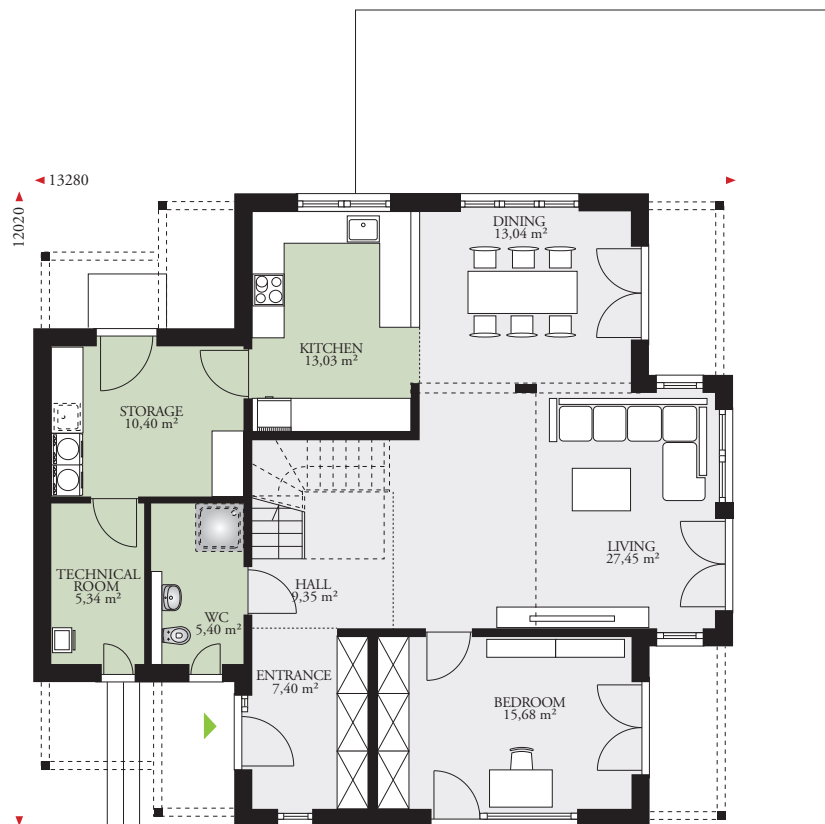 13280
12020
DINING
13,04 m²
KITCHEN
13,03 m²
STORAGE
10,40 m²
LIVING
27,45 m²
TECHNICAL
ROOM
5,34 m²
HALL
9,35 m²
WC
5,40 m²
ENTRANCE
7,40 m²
BEDROOM
15,68 m²